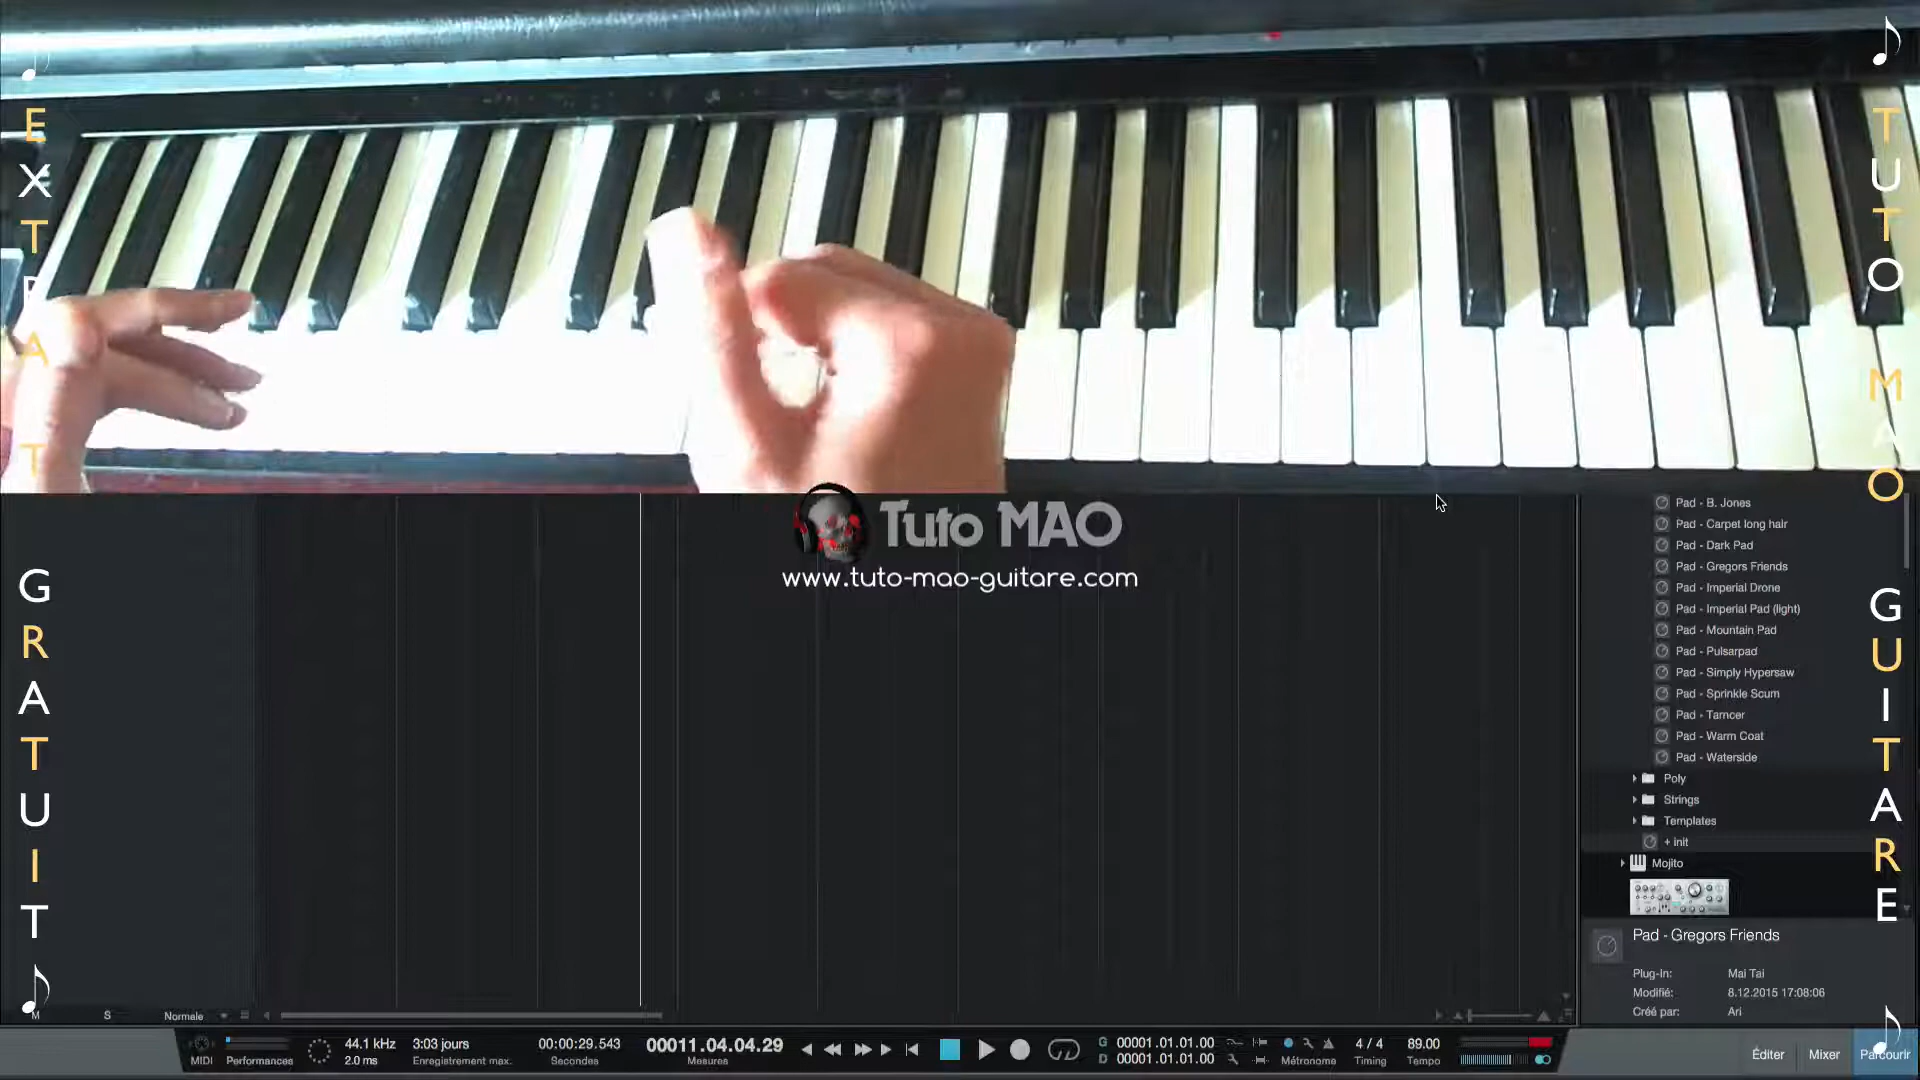 EXTRAIT
GRATUIT
TUTO MAO
GUITARE
Tuto MAO
www.tuto-mao-guitare.com
Pad - B. Jones
Pad - Carpet long hair
Pad - Dark Pad
Pad - Gregors Friends
Pad - Imperial Drone
Pad - Imperial Pad (light)
Pad - Mountain Pad
Pad - Pulsarpad
Pad - Simply Hypersaw
Pad - Sprinkle Scum
Pad - Tarncer
Pad - Warm Coat
Pad - Waterside
Poly
Strings
Templates
+ init
Mojito
Pad - Gregors Friends
Plug-In: Mai Tai
Modifié: 8.12.2015 17:08:06
Créé par: Ari
M S Normale
MIDI
Performances
44.1 kHz
2.0 ms
3:03 jours
Enregistrement max.
00:00:29.543
Secondes
00011.04.04.29
Mesures
G 00001.01.01.00
D 00001.01.01.00
Métronome
4 / 4
Timing
89.00
Tempo
Éditer
Mixer
Parcourir